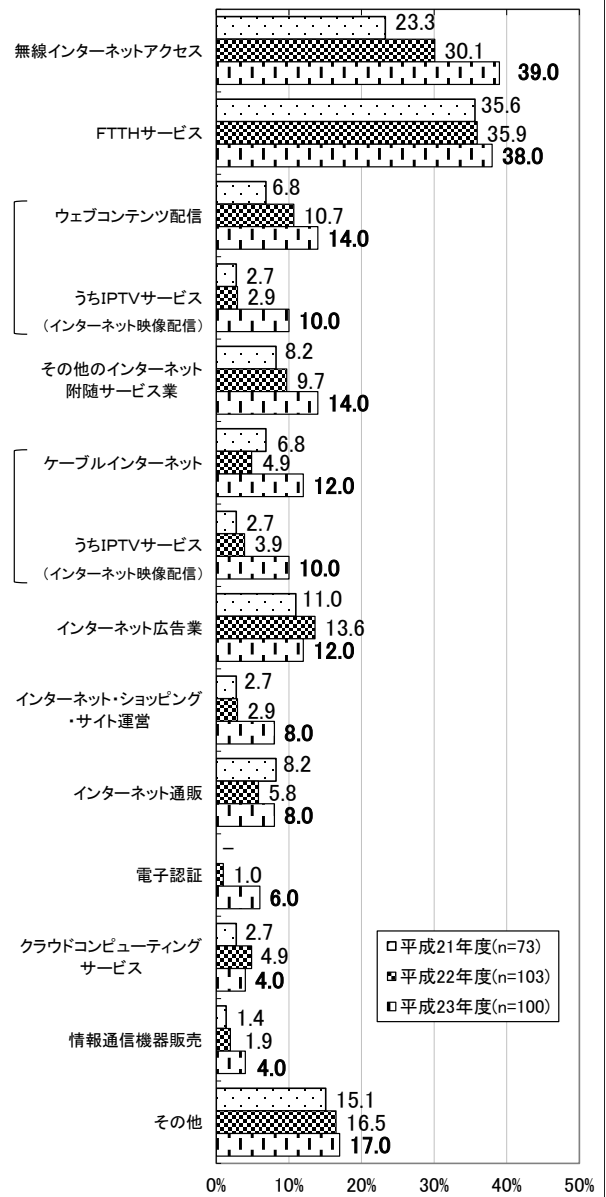 23.3
無線インターネットアクセス
30.1
39.0
35.6
FTTHサービス
35.9
38.0
6.8
ウェブコンテンツ配信
10.7
14.0
2.7
うちIPTVサービス
2.9
(インターネット映像配信)
10.0
8.2
その他のインターネット
附随サービス業
9.7
14.0
6.8
ケーブルインターネット
4.9
12.0
2.7
うちIPTVサービス
3.9
(インターネット映像配信)
10.0
11.0
インターネット広告業
13.6
12.0
2.7
インターネット・ショッピング
・サイト運営
2.9
8.0
8.2
インターネット通販
5.8
8.0
－
電子認証
1.0
6.0
2.7
クラウドコンピューティング
サービス
4.9
4.0
平成21年度(n=73)
平成22年度(n=103)
平成23年度(n=100)
1.4
情報通信機器販売
1.9
4.0
15.1
その他
16.5
17.0
0% 10% 20% 30% 40% 50%